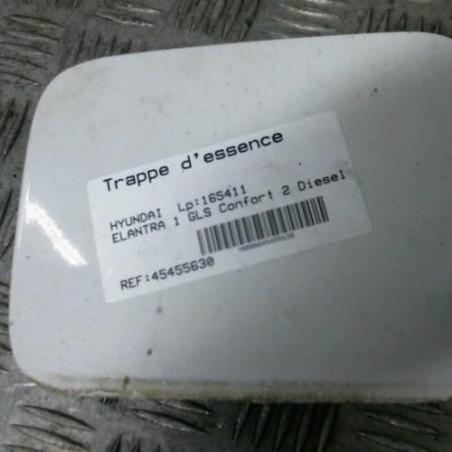 Trappe d'essence
HYUNDAI Lp:165411
ELANTRA 1 GLS Confort 2 Diesel
REF:45455630